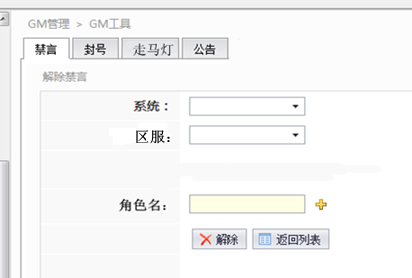 GM管理 > GM工具
禁言 封号 走马灯 公告
解除禁言
系统：
区服：
角色名：
解除 返回列表